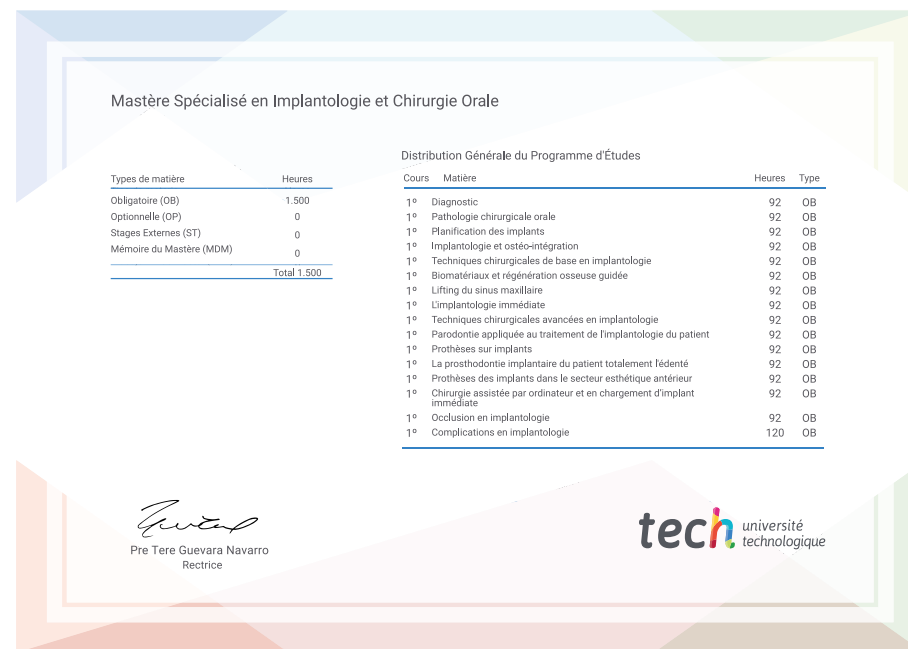 Mastère Spécialisé en Implantologie et Chirurgie Orale
Types de matière Heures
Obligatoire (OB) 1.500
Optionnelle (OP) 0
Stages Externes (ST) 0
Mémoire du Mastère (MDM) 0
Total 1.500
Distribution Générale du Programme d'Études
Cours Matière Heures Type
1º Diagnostic 92 OB
1º Pathologie chirurgicale orale 92 OB
1º Planification des implants 92 OB
1º Implantologie et ostéo-intégration 92 OB
1º Techniques chirurgicales de base en implantologie 92 OB
1º Biomatériaux et régénération osseuse guidée 92 OB
1º Lifting du sinus maxillaire 92 OB
1º L'implantologie immédiate 92 OB
1º Techniques chirurgicales avancées en implantologie 92 OB
1º Parodontie appliquée au traitement de l'implantologie du patient 92 OB
1º Prothèses sur implants 92 OB
1º La prosthodontie implantaire du patient totalement l'édenté 92 OB
1º Prothèses des implants dans le secteur esthétique antérieur 92 OB
1º Chirurgie assistée par ordinateur et en chargement d'implant 92 OB
immédiate
1º Occlusion en implantologie 92 OB
1º Complications en implantologie 120 OB
Pre Tere Guevara Navarro
Rectrice
tech université
technologique